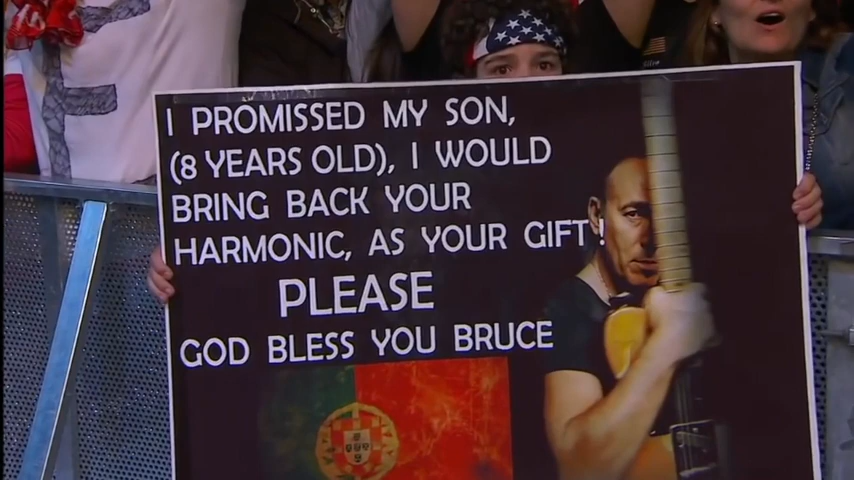 I PROMISSED MY SON,
(8 YEARS OLD), I WOULD
BRING BACK YOUR
HARMONIC, AS YOUR GIFT!
PLEASE
GOD BLESS YOU BRUCE